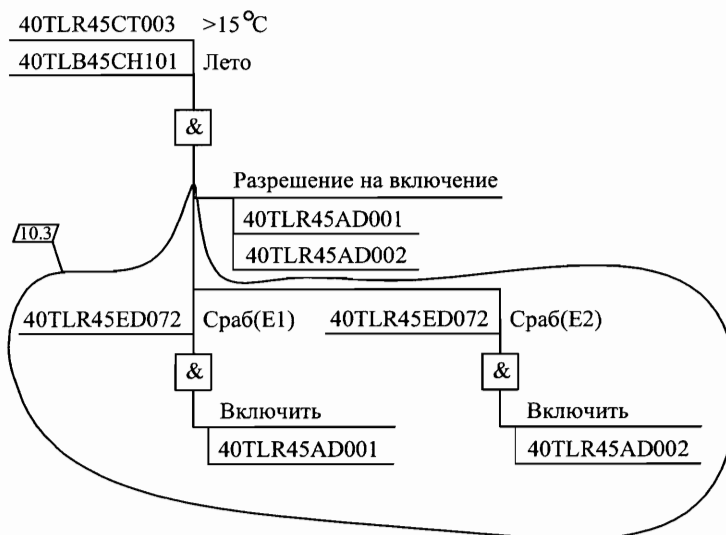 40TLR45CT003 >15°C
40TLB45CH101 Лето
&
Разрешение на включение
40TLR45AD001
40TLR45AD002
10.3
40TLR45ED072 Сраб(E1) 40TLR45ED072 Сраб(E2)
& &
Включить Включить
40TLR45AD001 40TLR45AD002